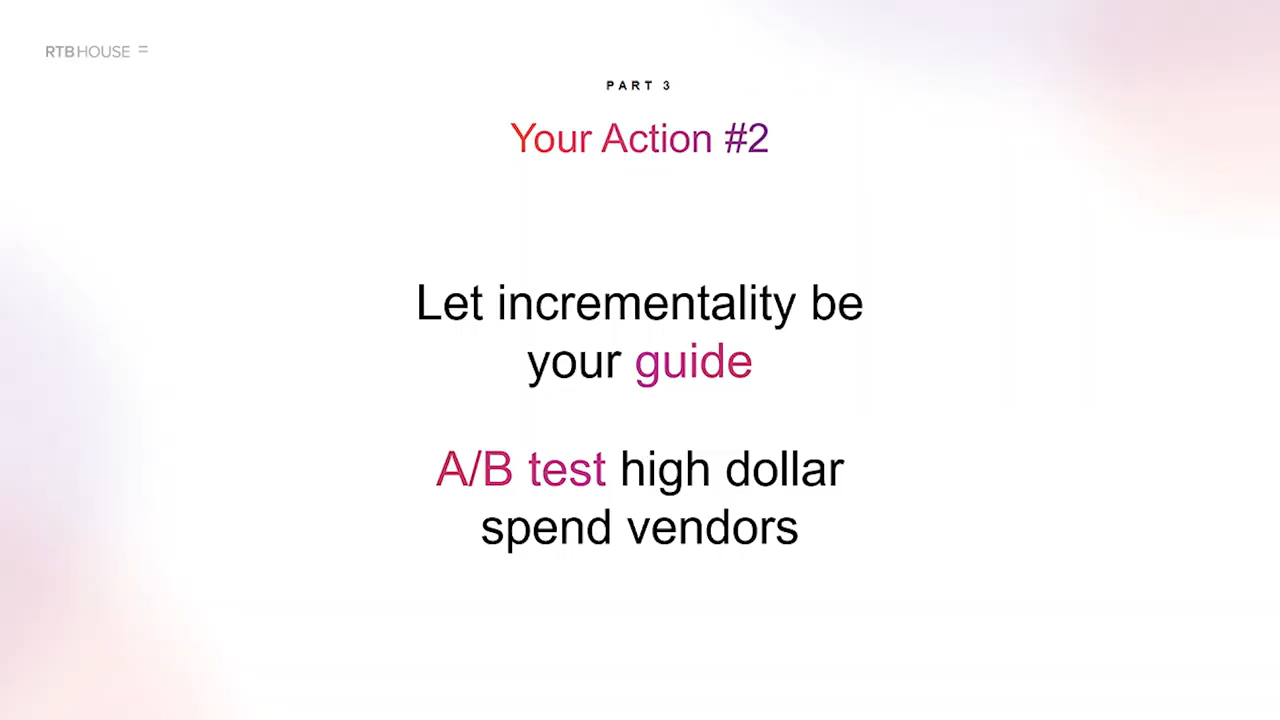 RTBHOUSE =
PART 3
Your Action #2
Let incrementality be
your guide
A/B test high dollar
spend vendors